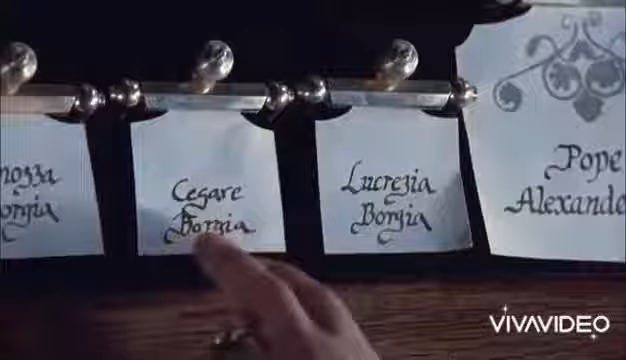 nozza
orgia
Cesare
Borgia
Lucrezia
Borgia
Pope
Alexande
VIVAVIDEO